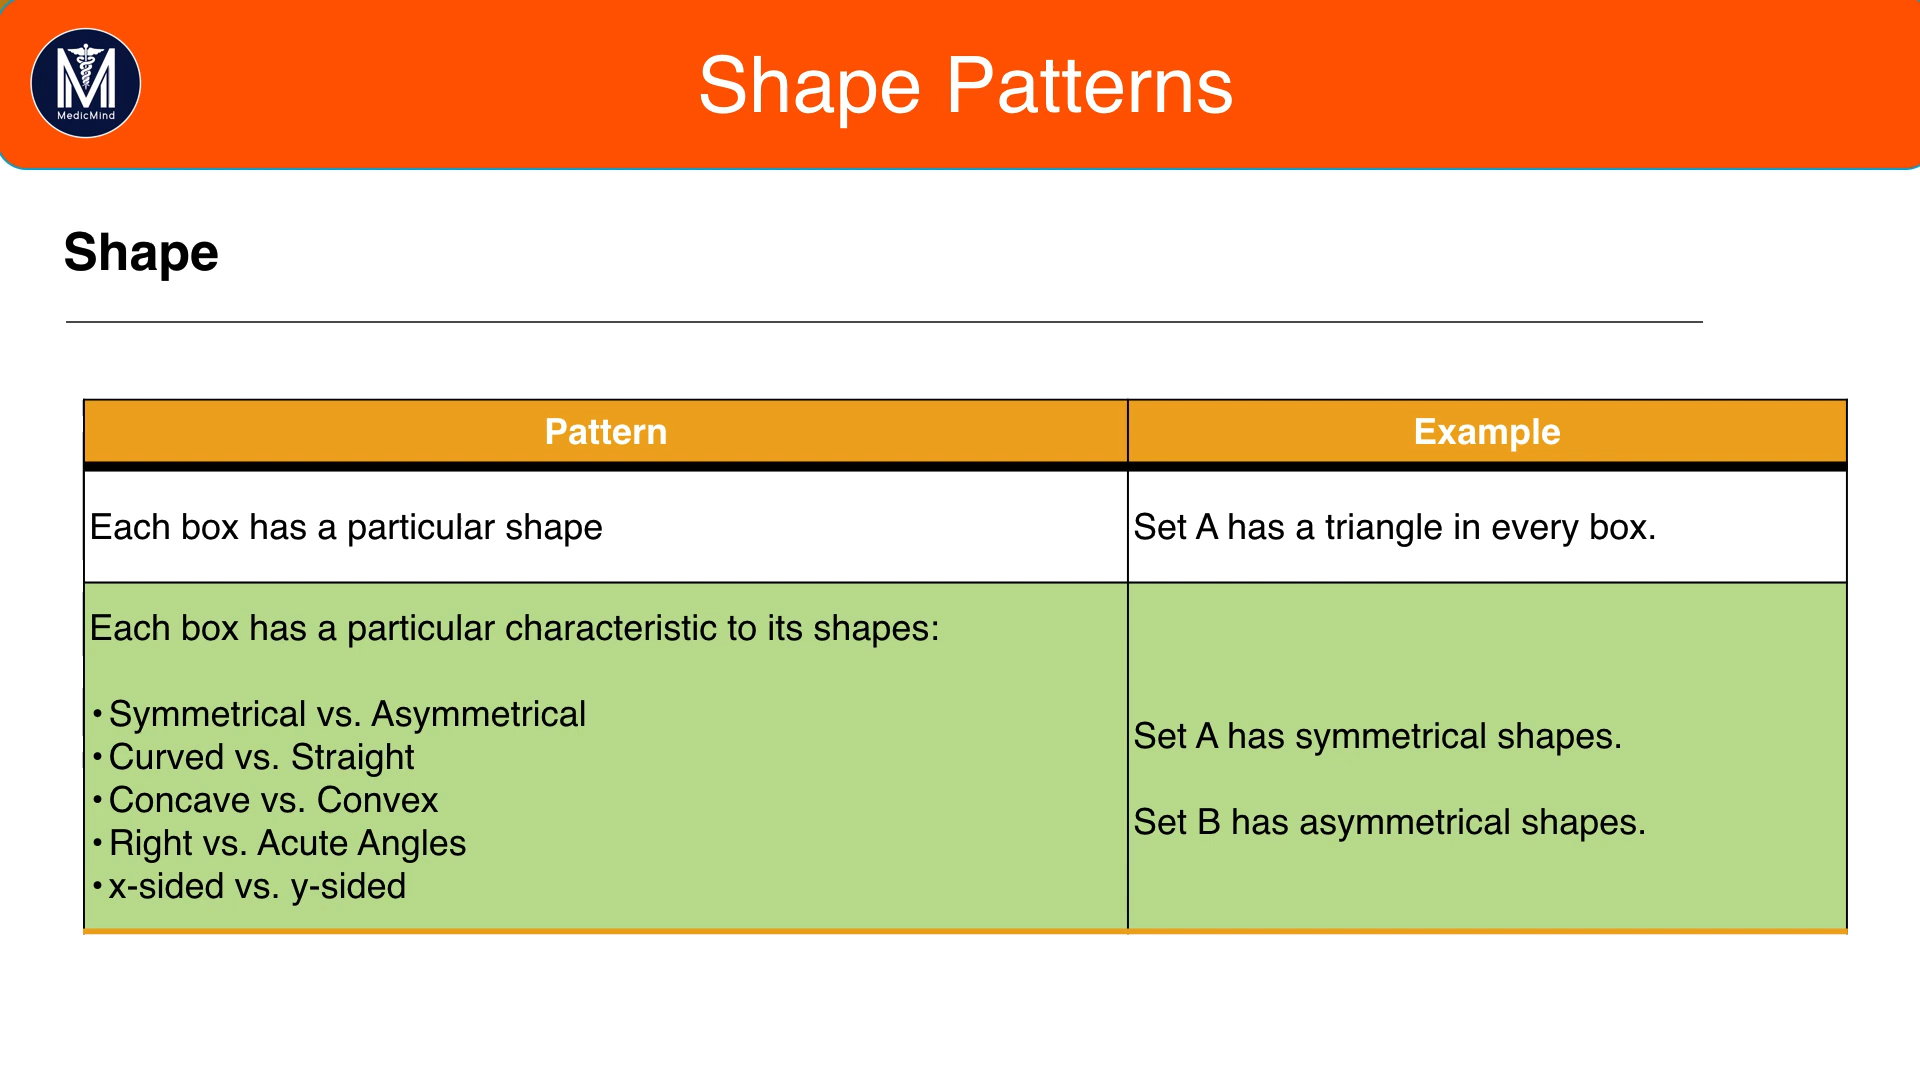 MedicMind
Shape Patterns
Shape
Pattern
Example
Each box has a particular shape
Set A has a triangle in every box.
Each box has a particular characteristic to its shapes:
• Symmetrical vs. Asymmetrical
• Curved vs. Straight
• Concave vs. Convex
• Right vs. Acute Angles
• x-sided vs. y-sided
Set A has symmetrical shapes.
Set B has asymmetrical shapes.